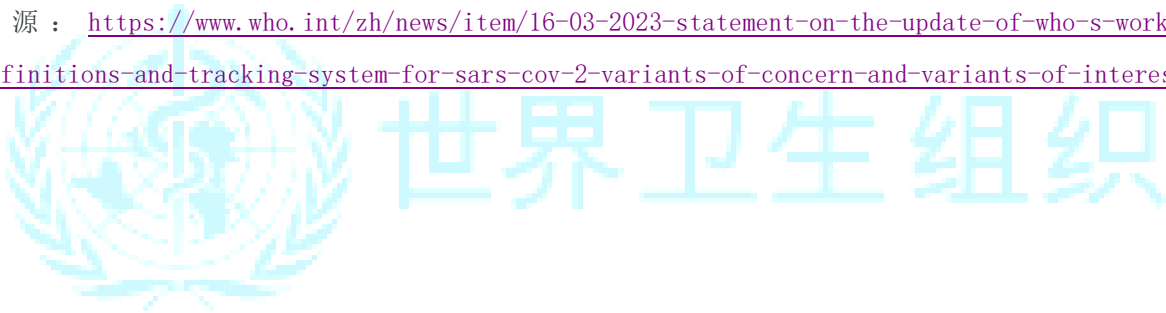 源 ： https://www.who.int/zh/news/item/16-03-2023-statement-on-the-update-of-who-s-work
finitions-and-tracking-system-for-sars-cov-2-variants-of-concern-and-variants-of-interes
世界卫生组织